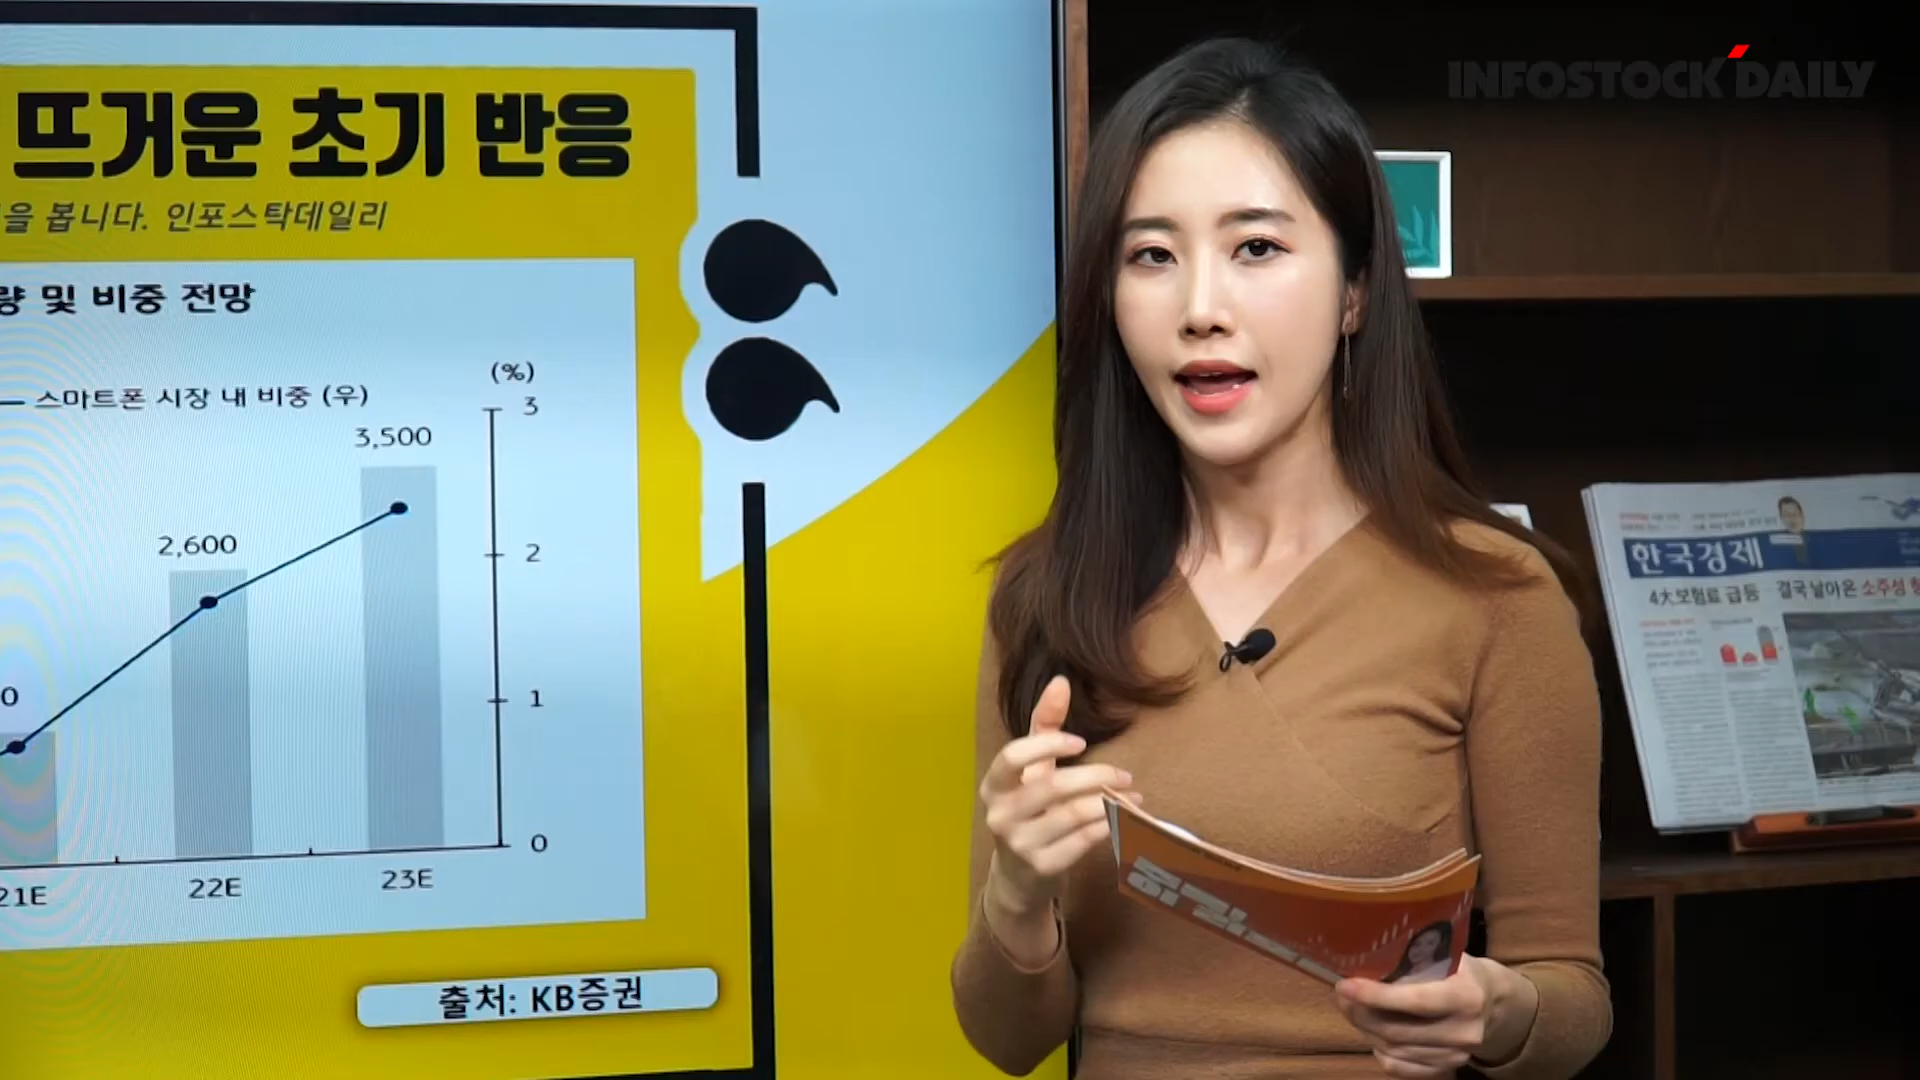 INFOSTOCK DAILY
뜨거운 초기 반응
을 봅니다. 인포스탁데일리
량 및 비중 전망
스마트폰 시장 내 비중 (우)
(%)
3
3,500
2,600
2
1
0
0
21E
22E
23E
출처: KB증권
한국경제
4大보험료 급등
결국 날아온 소주성